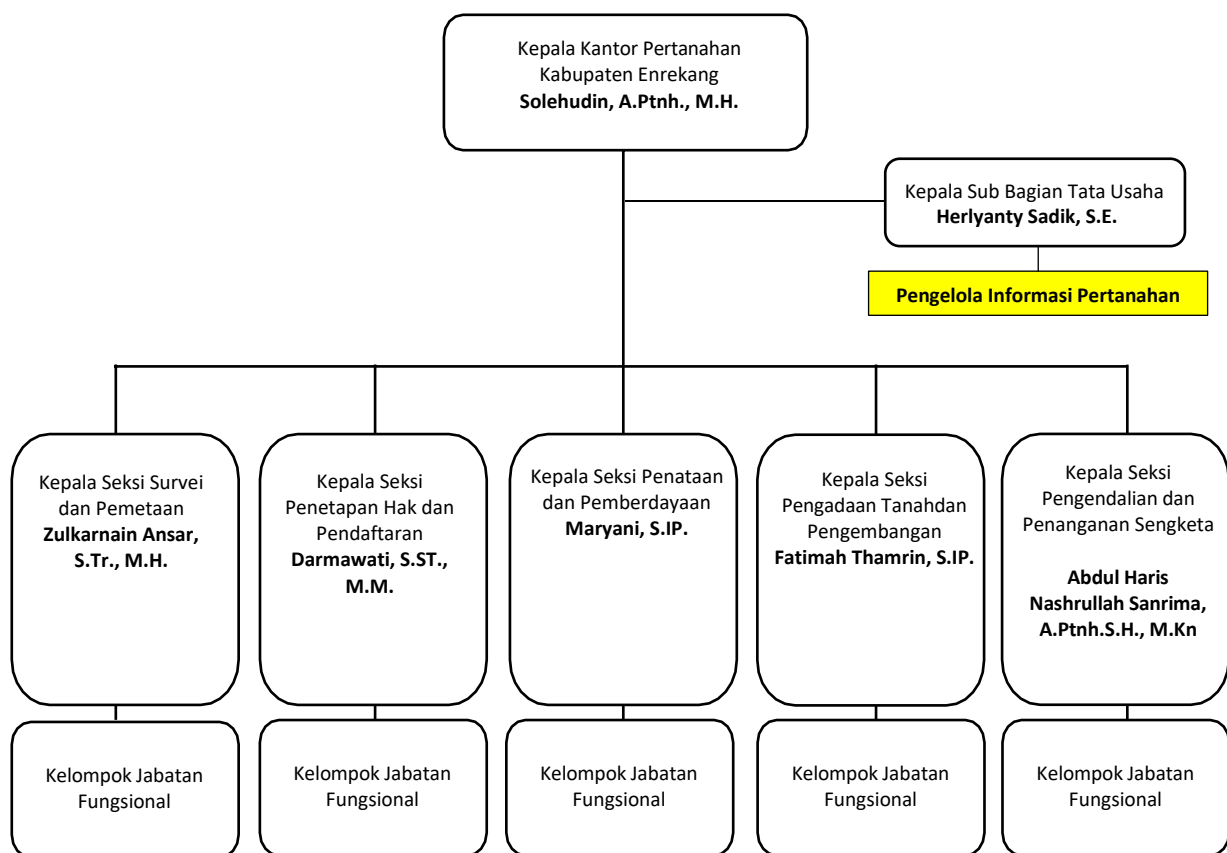 Kepala Kantor Pertanahan
Kabupaten Enrekang
Solehudin, A.Ptnh., M.H.
Kepala Sub Bagian Tata Usaha
Herlyanty Sadik, S.E.
Pengelola Informasi Pertanahan
Kepala Seksi Survei
dan Pemetaan
Zulkarnain Ansar,
S.Tr., M.H.
Kepala Seksi
Penetapan Hak dan
Pendaftaran
Darmawati, S.ST.,
M.M.
Kepala Seksi Penataan
dan Pemberdayaan
Maryani, S.IP.
Kepala Seksi
Pengadaan Tanahdan
Pengembangan
Fatimah Thamrin, S.IP.
Kepala Seksi
Pengendalian dan
Penanganan Sengketa
Abdul Haris
Nashrullah Sanrima,
A.Ptnh.S.H., M.Kn
Kelompok Jabatan
Fungsional
Kelompok Jabatan
Fungsional
Kelompok Jabatan
Fungsional
Kelompok Jabatan
Fungsional
Kelompok Jabatan
Fungsional